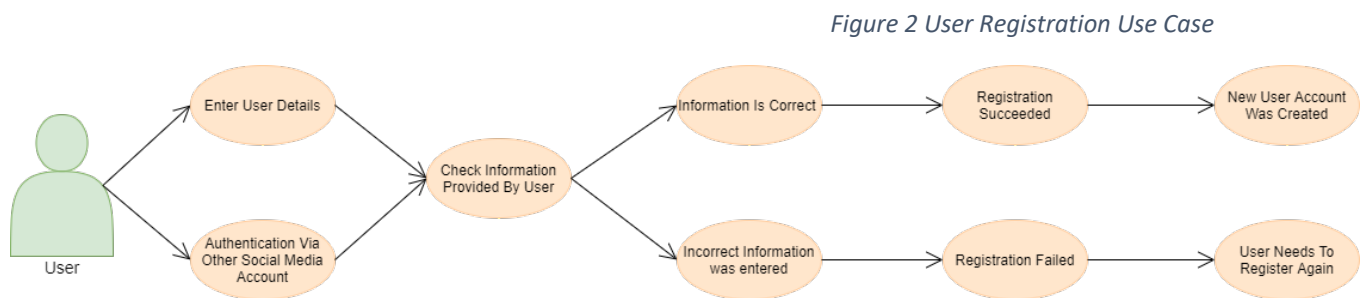 Figure 2 User Registration Use Case
User
Enter User Details
Authentication Via
Other Social Media
Account
Check Information
Provided By User
Information Is Correct
Registration
Succeeded
New User Account
Was Created
Incorrect Information
was entered
Registration Failed
User Needs To
Register Again